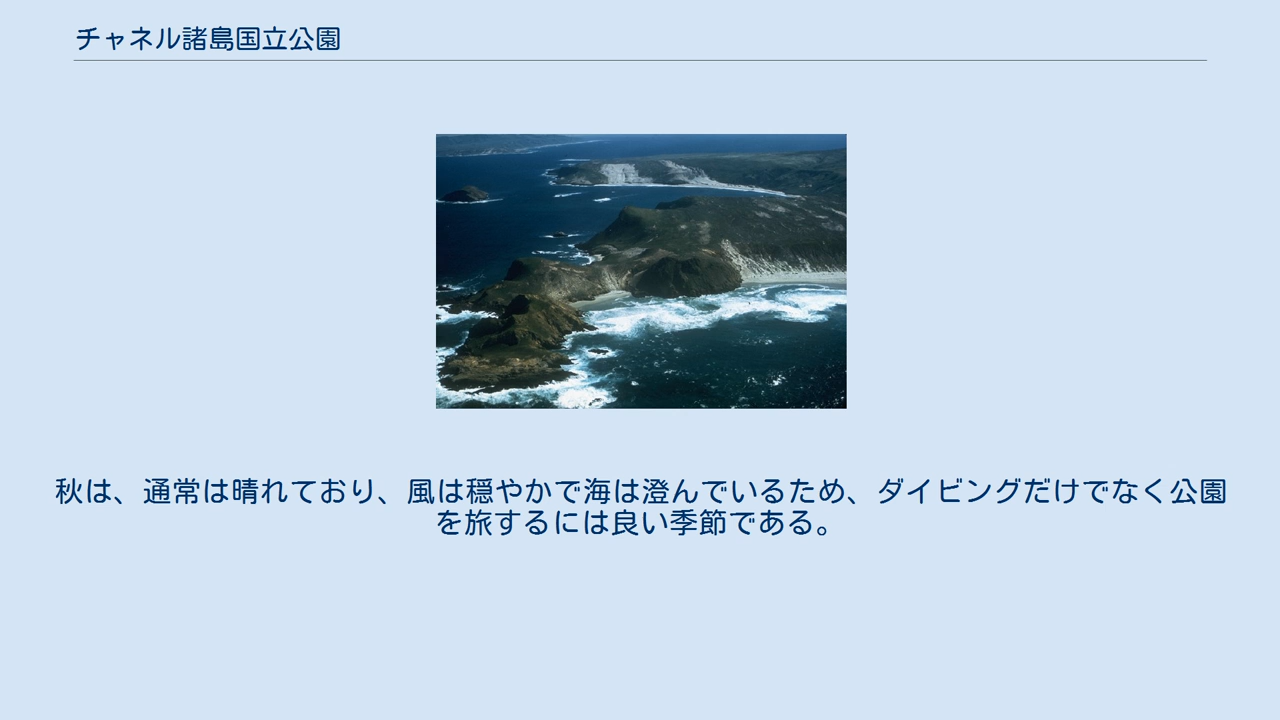 チャネル諸島国立公園
秋は、通常は晴れており、風は穏やかで海は澄んでいるため、ダイビングだけでなく公園
を旅するには良い季節である。